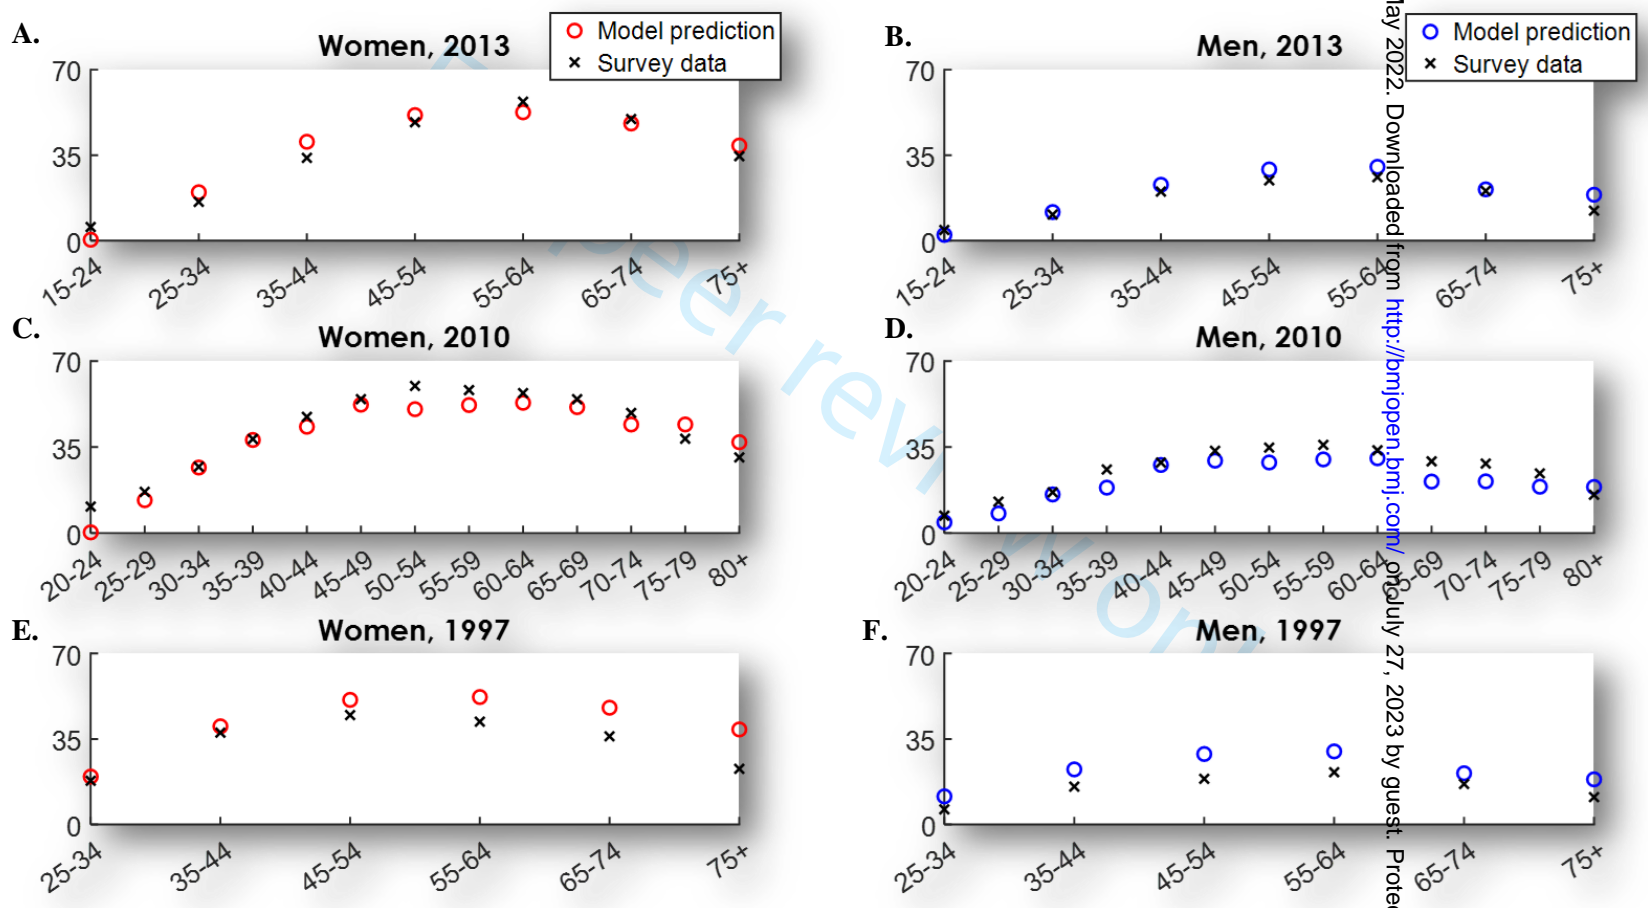 A.
Women, 2013
Model prediction
Survey data
70
35
0
15-24 25-34 35-44 45-54 55-64 65-74 75+
B.
Men, 2013
Model prediction
Survey data
70
35
0
15-24 25-34 35-44 45-54 55-64 65-74 75+
C.
Women, 2010
70
35
0
20-24 25-29 30-34 35-39 40-44 45-49 50-54 55-59 60-64 65-69 70-74 75-79 80+
D.
Men, 2010
70
35
0
20-24 25-29 30-34 35-39 40-44 45-49 50-54 55-59 60-64 65-69 70-74 75-79 80+
E.
Women, 1997
70
35
0
25-34 35-44 45-54 55-64 65-74 75+
F.
Men, 1997
70
35
0
25-34 35-44 45-54 55-64 65-74 75+
2022. Downloaded from http://bmjopen.bmj.com/ on July 27, 2023 by guest.
peer review only